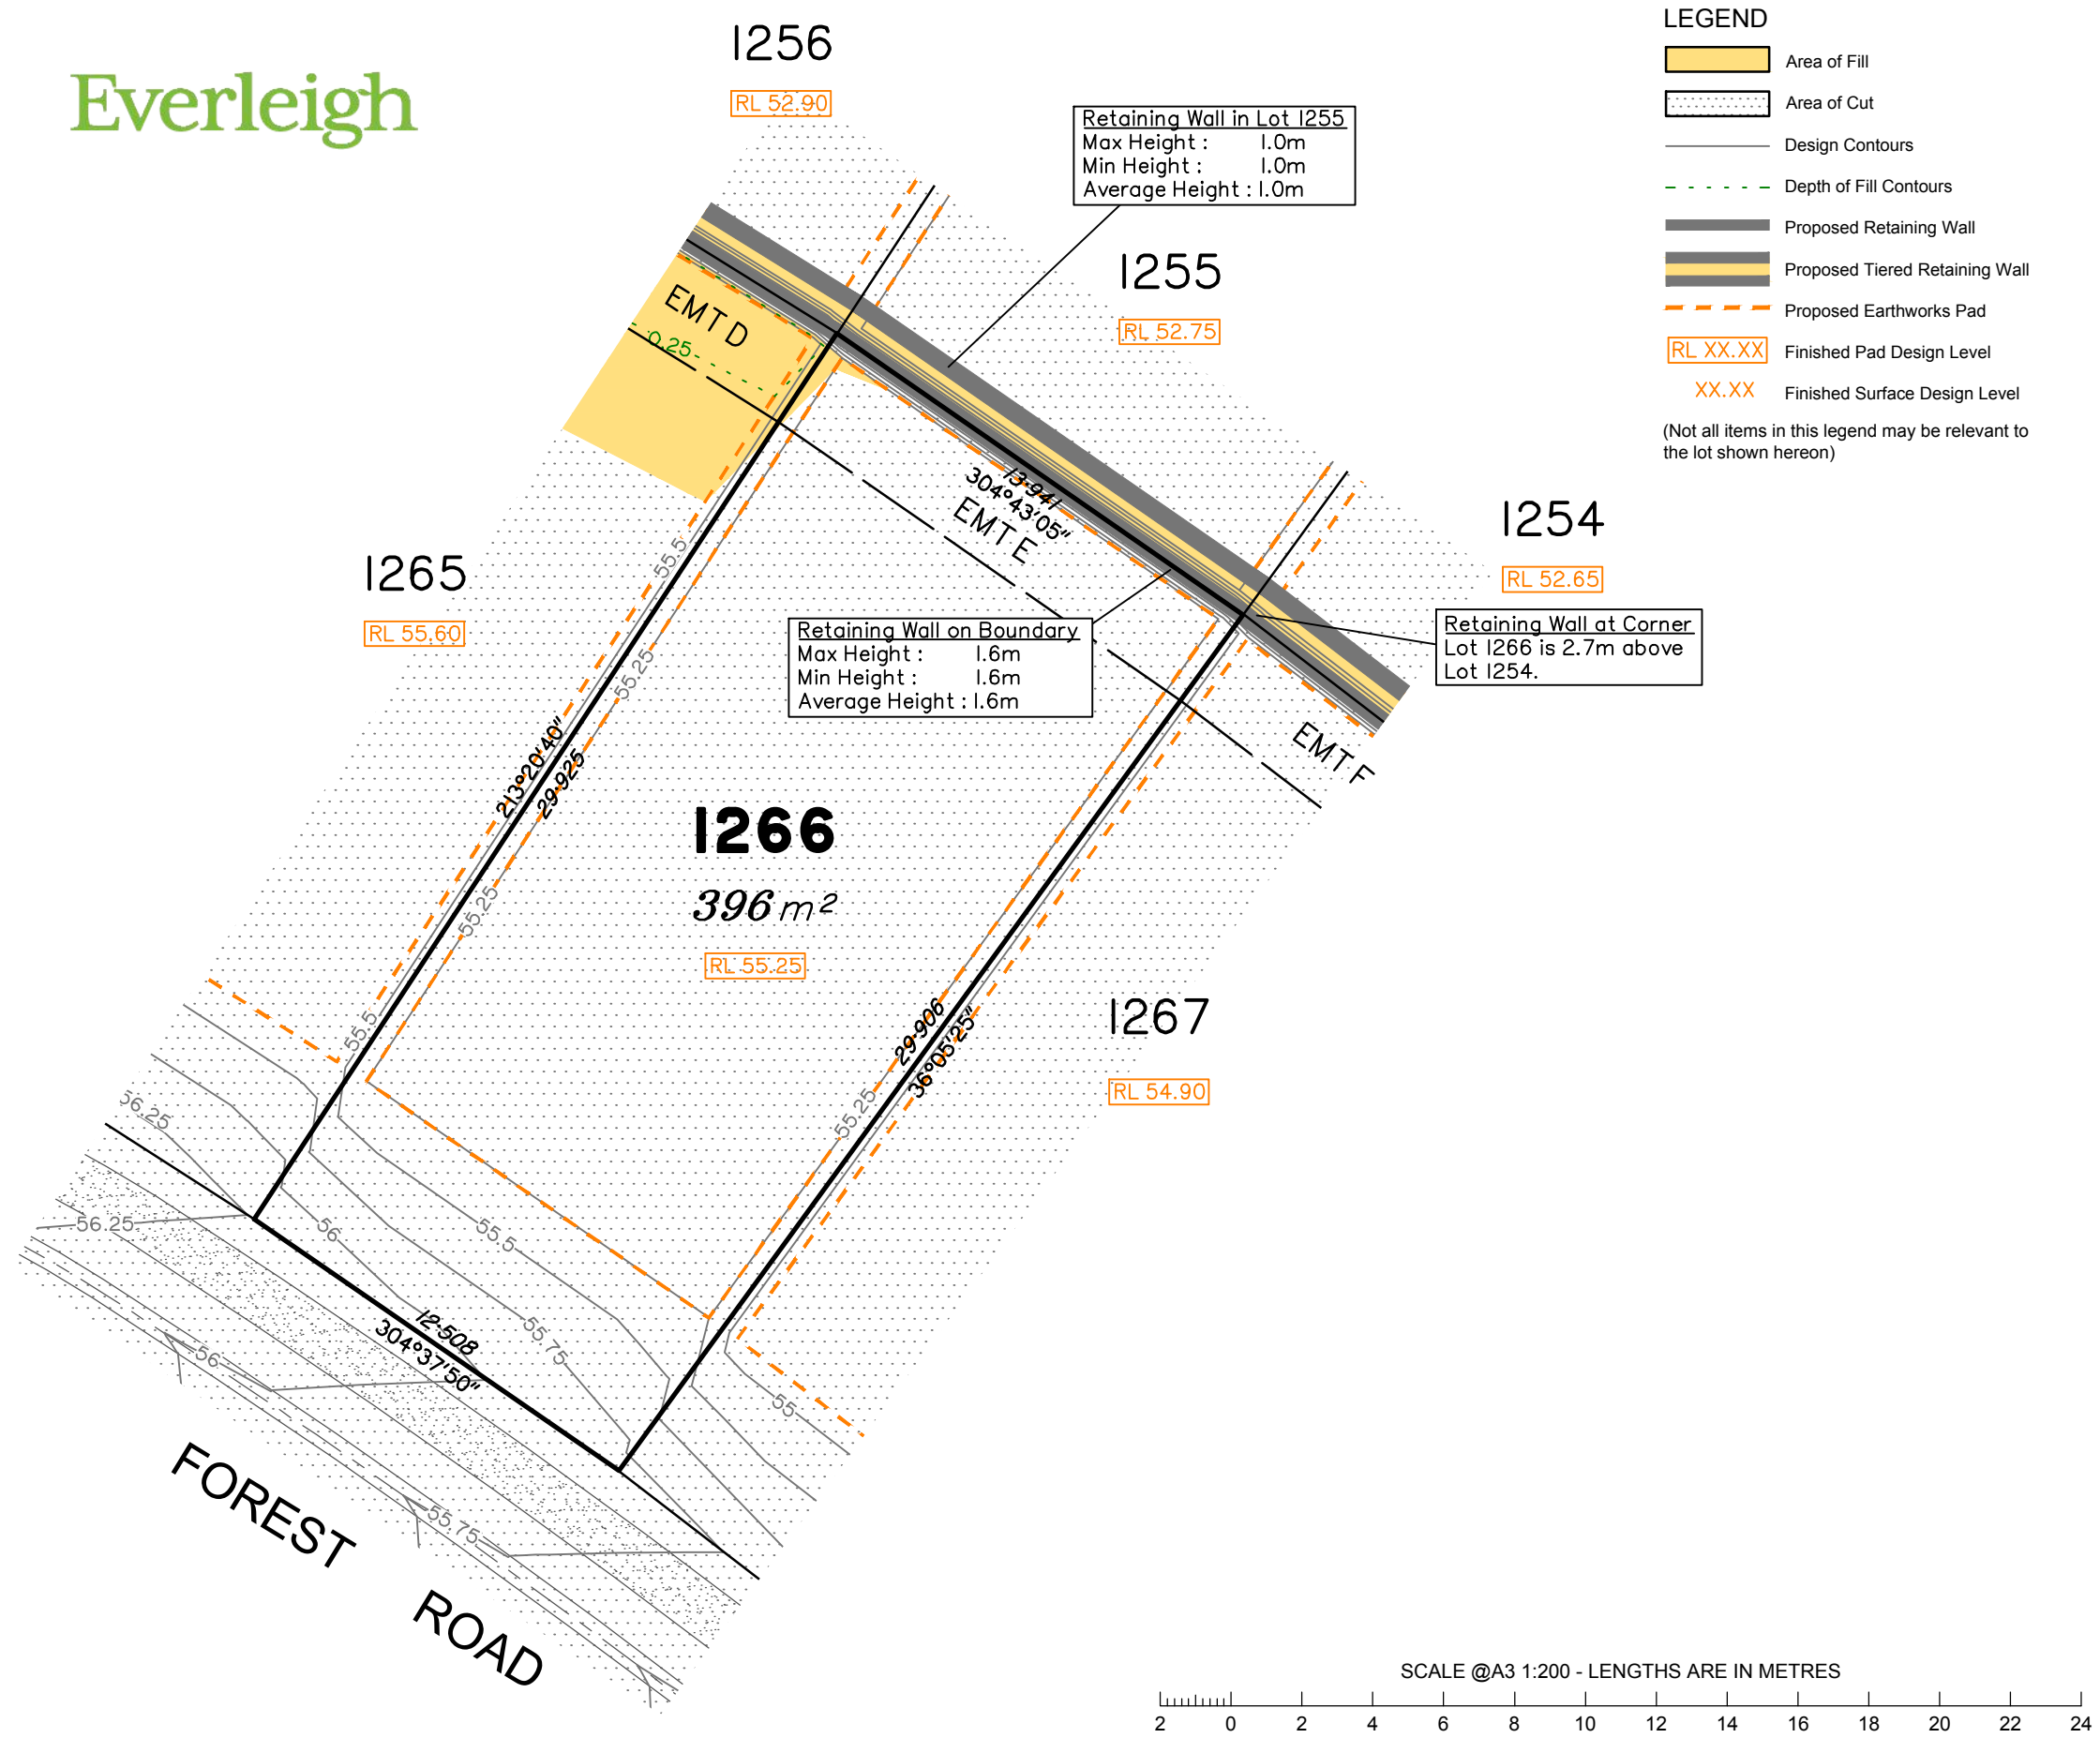 Everleigh
1256
RL 52.90
Retaining Wall in Lot 1255
Max Height : 1.0m
Min Height : 1.0m
Average Height : 1.0m
1255
RL 52.75
LEGEND
Area of Fill
Area of Cut
Design Contours
Depth of Fill Contours
Proposed Retaining Wall
Proposed Tiered Retaining Wall
Proposed Earthworks Pad
RL XX.XX Finished Pad Design Level
XX.XX Finished Surface Design Level
(Not all items in this legend may be relevant to
the lot shown hereon)
EMT D
0.25
13.941
304°43'05"
EMT E
1254
RL 52.65
1265
RL 55.60
55.5
55.25
Retaining Wall on Boundary
Max Height : 1.6m
Min Height : 1.6m
Average Height : 1.6m
Retaining Wall at Corner
Lot 1266 is 2.7m above
Lot 1254.
EMT F
213°20'40"
29.925
1266
396 m²
RL 55.25
55.25
55.5
29.906
36°05'25"
1267
RL 54.90
55.25
56.25
56.25
56
55.5
55.75
12.508
304°37'50"
56
55
55.75
FOREST
ROAD
SCALE @A3 1:200 - LENGTHS ARE IN METRES
2 0 2 4 6 8 10 12 14 16 18 20 22 24